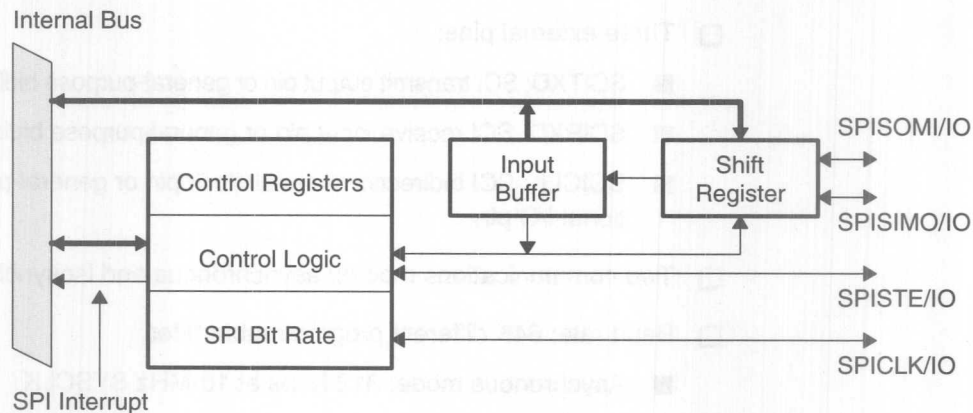 Internal Bus
Control Registers
Control Logic
SPI Bit Rate
Input
Buffer
Shift
Register
SPISOMI/IO
SPISIMO/IO
SPISTE/IO
SPICLK/IO
SPI Interrupt